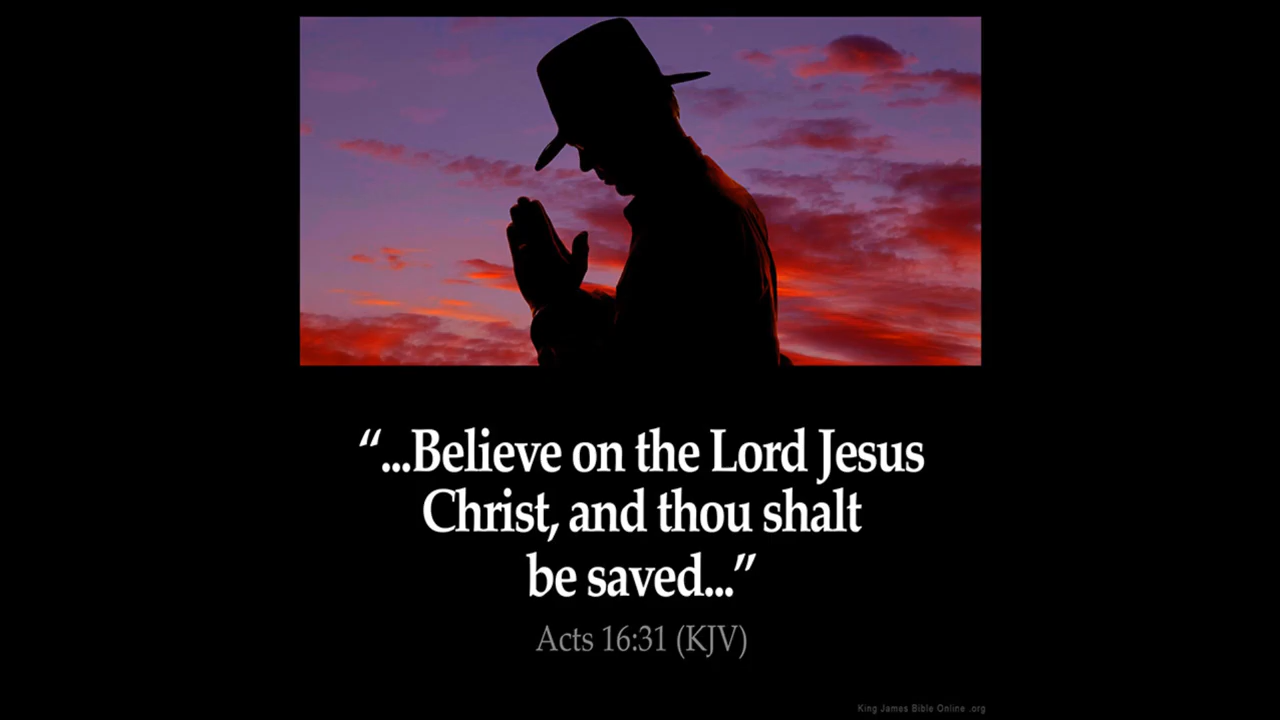 “...Believe on the Lord Jesus
Christ, and thou shalt
be saved...”
Acts 16:31 (KJV)
King James Bible Online .org